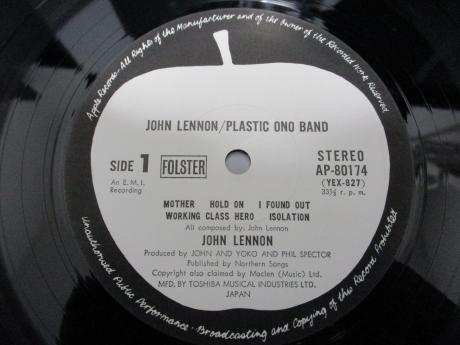 Apple Records · All Rights of the Manufacturer and of the Owner of the Recorded Work Reserved
JOHN LENNON/PLASTIC ONO BAND
SIDE 1 FOLSTER STEREO
AP-80174
An E.M.I. (YEX-827)
Recording 33⅓ r.p.m.
MOTHER HOLD ON I FOUND OUT
WORKING CLASS HERO ISOLATION
All composed by: John Lennon
JOHN LENNON
Produced by JOHN and YOKO and PHIL SPECTOR
Published by Northern Songs
Copyright also claimed by Maclen (Music) Ltd.
MFD. BY TOSHIBA MUSICAL INDUSTRIES LTD.
JAPAN
Unauthorised Public Performance · Broadcasting and Copying of this Record Prohibited